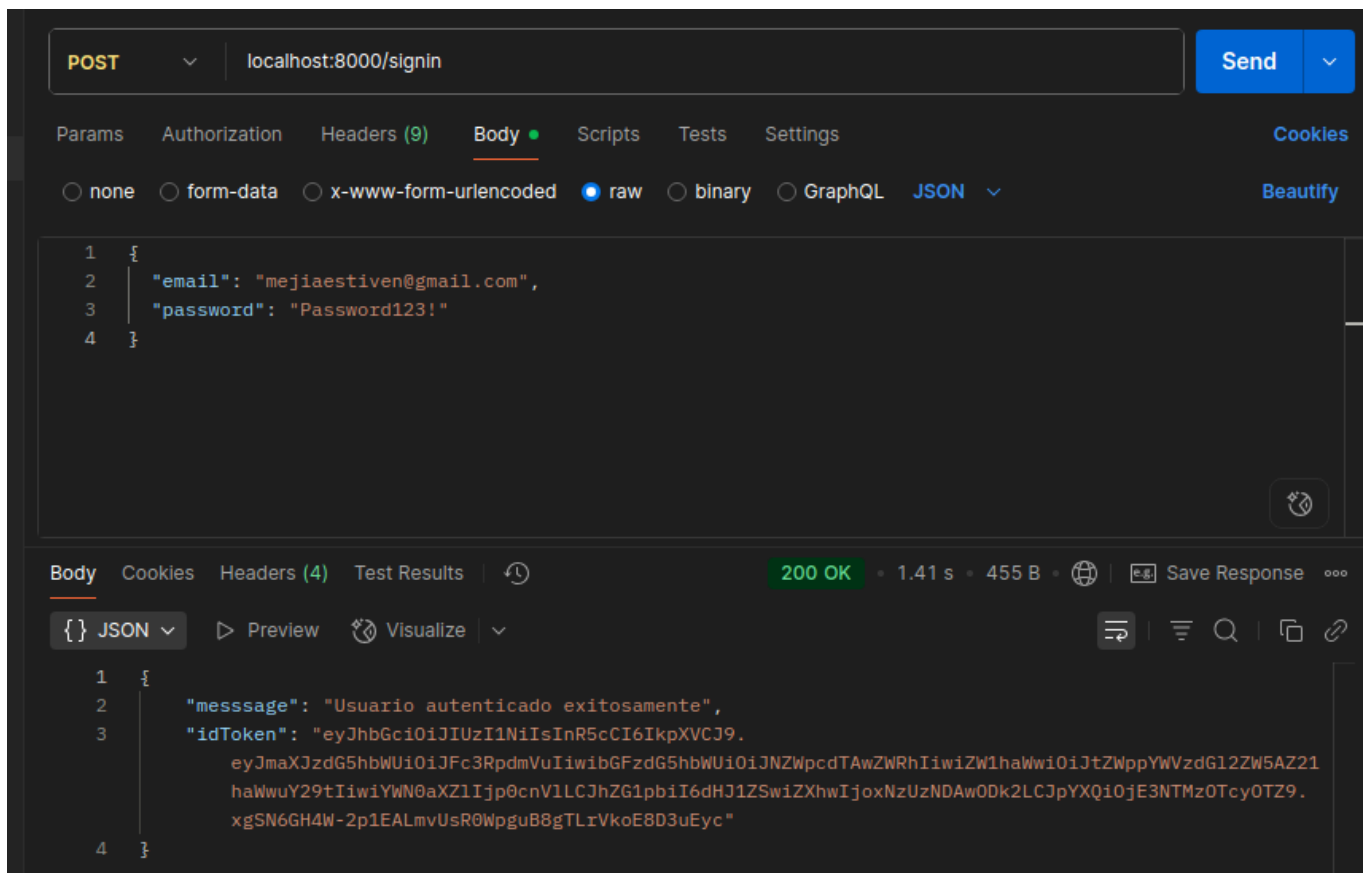 POST localhost:8000/signin Send
Params Authorization Headers (9) Body Scripts Tests Settings Cookies
none form-data x-www-form-urlencoded raw binary GraphQL JSON Beautify
1 {
2 "email": "mejiaestiven@gmail.com",
3 "password": "Password123!"
4 }
Body Cookies Headers (4) Test Results 200 OK 1.41 s 455 B e.g. Save Response
{} JSON Preview Visualize
1 {
2 "messsage": "Usuario autenticado exitosamente",
3 "idToken": "eyJhbGciOiJIUzI1NiIsInR5cCI6IkpXVCJ9.
eyJmaXJzdG5hbWUiOiJFc3RpdmVuIiwibGFzdG5hbWUiOiJNZWpcdTAwZWRhIiwiZW1haWwiOiJtZWppYWVzdGl2ZW5AZ21
haWwuY29tIiwiYWN0aXZlIjp0cnVlLCJhZG1pbiI6dHJ1ZSwiZXhwIjoxNzUzNDAwODk2LCJpYXQiOjE3NTMzOTcyOTZ9.
xgSN6GH4W-2p1EALmvUsR0WpguB8gTLrVkoE8D3uEyc"
4 }